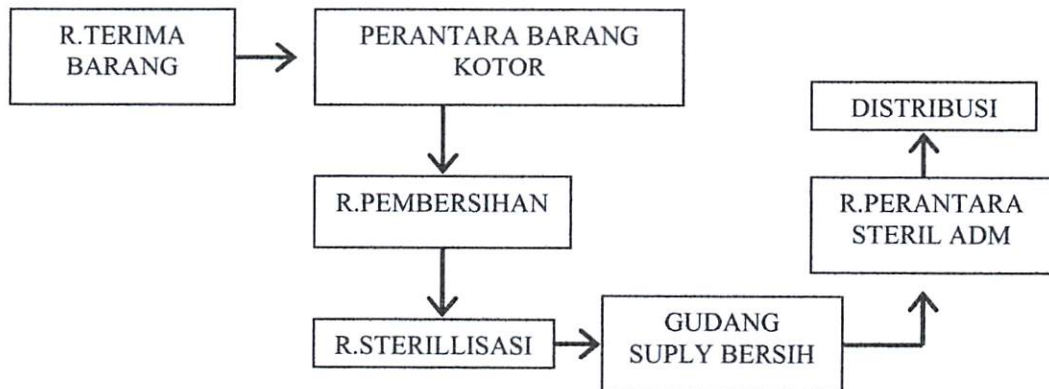 R.TERIMA
BARANG
PERANTARA BARANG
KOTOR
R.PEMBERSIHAN
R.STERILLISASI
GUDANG
SUPLY BERSIH
R.PERANTARA
STERIL ADM
DISTRIBUSI